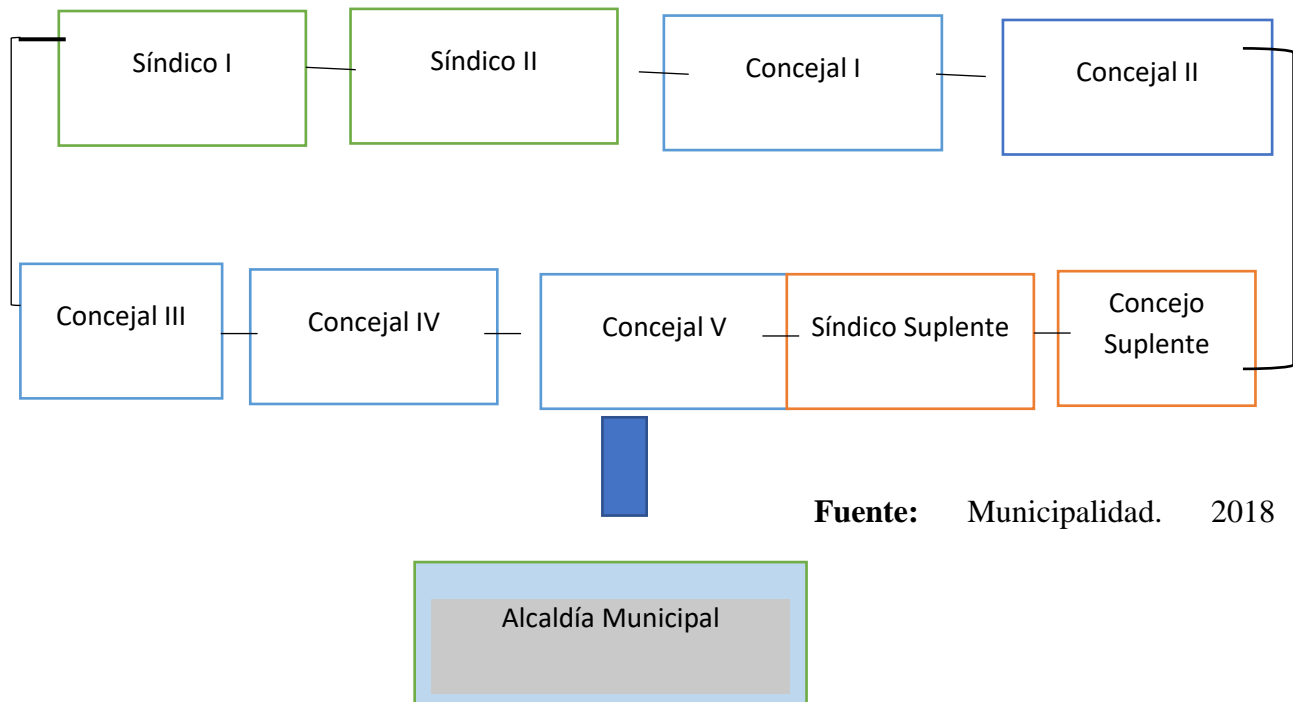 Síndico I
Síndico II
Concejal I
Concejal II
Concejal III
Concejal IV
Concejal V
Síndico Suplente
Concejo
Suplente
Fuente: Municipalidad. 2018
Alcaldía Municipal